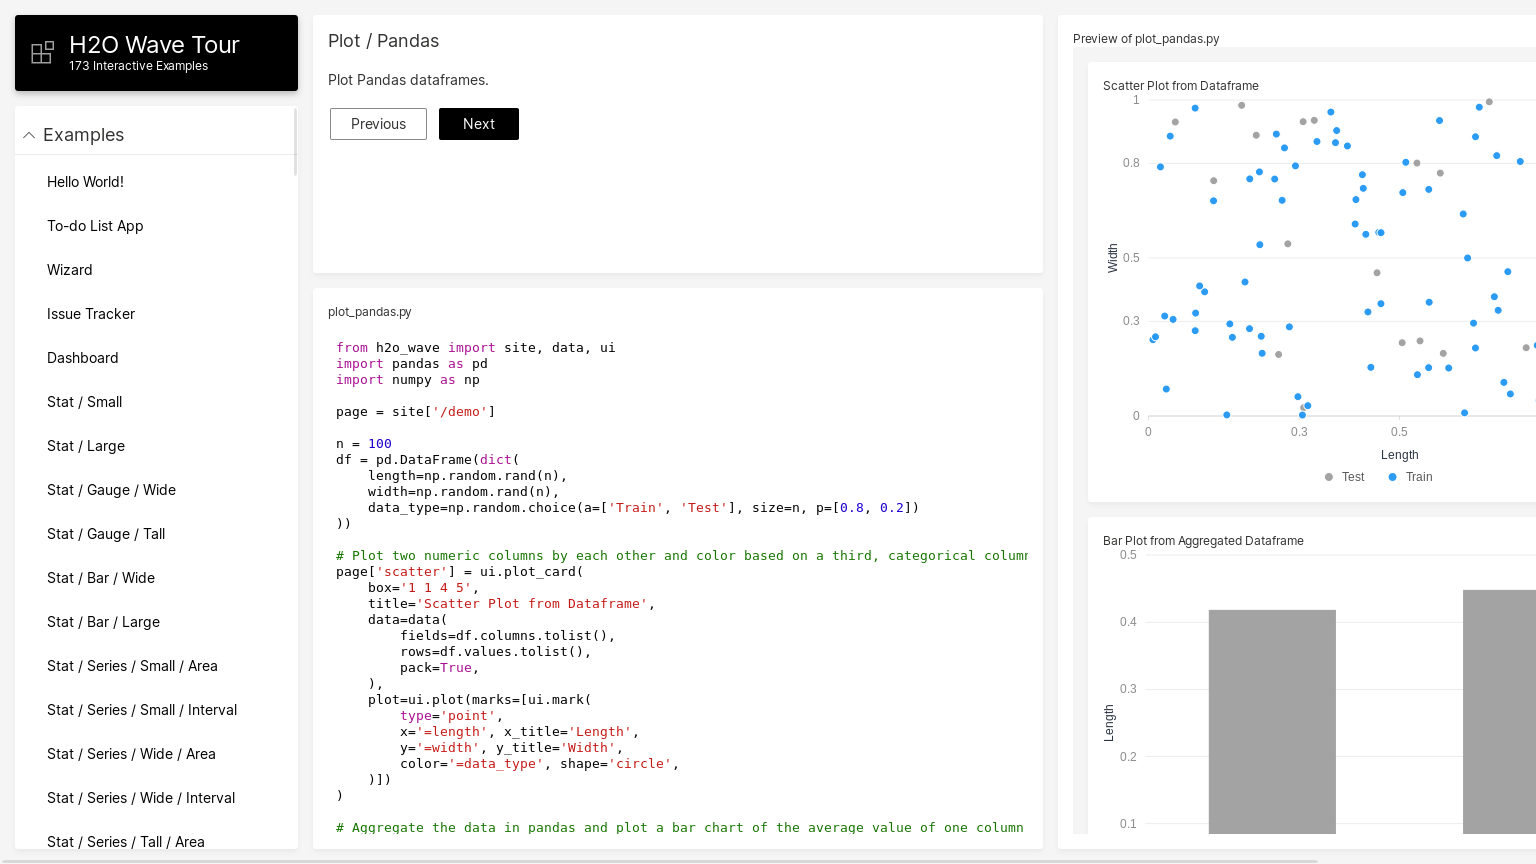 H2O Wave Tour
173 Interactive Examples
Examples
Hello World!
To-do List App
Wizard
Issue Tracker
Dashboard
Stat / Small
Stat / Large
Stat / Gauge / Wide
Stat / Gauge / Tall
Stat / Bar / Wide
Stat / Bar / Large
Stat / Series / Small / Area
Stat / Series / Small / Interval
Stat / Series / Wide / Area
Stat / Series / Wide / Interval
Stat / Series / Tall / Area
Plot / Pandas
Plot Pandas dataframes.
Previous
Next
plot_pandas.py
from h2o_wave import site, data, ui
import pandas as pd
import numpy as np
page = site['/demo']
n = 100
df = pd.DataFrame(dict(
    length=np.random.rand(n),
    width=np.random.rand(n),
    data_type=np.random.choice(a=['Train', 'Test'], size=n, p=[0.8, 0.2])
))
# Plot two numeric columns by each other and color based on a third, categorical column
page['scatter'] = ui.plot_card(
    box='1 1 4 5',
    title='Scatter Plot from Dataframe',
    data=data(
        fields=df.columns.tolist(),
        rows=df.values.tolist(),
        pack=True,
    ),
    plot=ui.plot(marks=[ui.mark(
        type='point',
        x='=length', x_title='Length',
        y='=width', y_title='Width',
        color='=data_type', shape='circle',
    )])
)
# Aggregate the data in pandas and plot a bar chart of the average value of one column
Preview of plot_pandas.py
Scatter Plot from Dataframe
1
0.8
0.5
0.3
0
Width
0
0.3
0.5
Length
Test
Train
Bar Plot from Aggregated Dataframe
0.5
0.4
0.3
0.2
0.1
Length